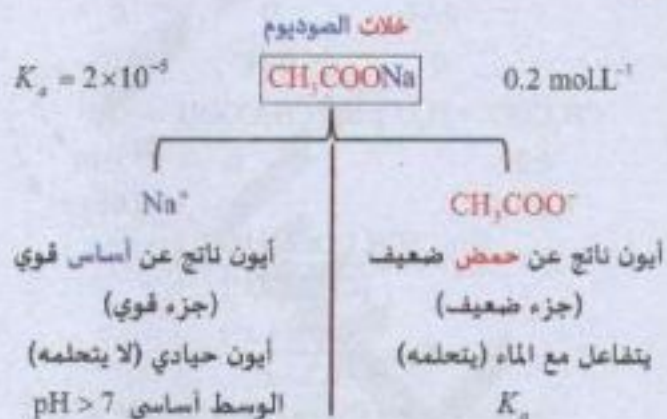 خلات الصوديوم
Kₐ = 2×10⁻⁵ CH₃COONa 0.2 mol.L⁻¹
Na⁺ CH₃COO⁻
أيون ناتج عن أساس قوي أيون ناتج عن حمض ضعيف
(جزء قوي) (جزء ضعيف)
أيون حيادي (لا يتحلمه) يتفاعل مع الماء (يتحلمه)
الوسط أساسي pH > 7 Kₐ